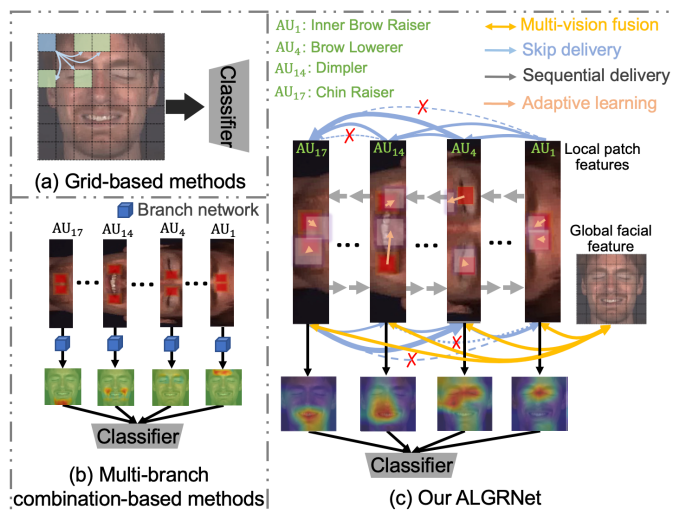 Classifier
(a) Grid-based methods
Branch network
AU17
AU14
AU4
AU1
...
...
...
Classifier
(b) Multi-branch
combination-based methods
AU1: Inner Brow Raiser
AU4: Brow Lowerer
AU14: Dimpler
AU17: Chin Raiser
Multi-vision fusion
Skip delivery
Sequential delivery
Adaptive learning
AU17
AU14
AU4
AU1
Local patch
features
...
...
...
Global facial
feature
Classifier
(c) Our ALGRNet